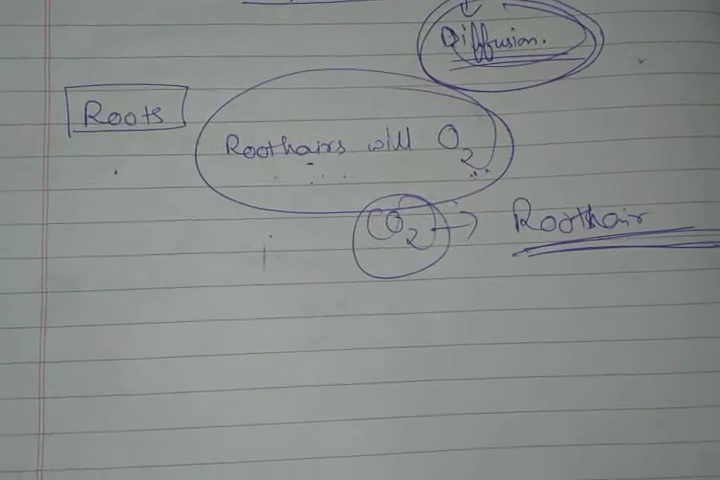 Diffusion.
Roots
Roothairs will O2
CO2 → Roothair